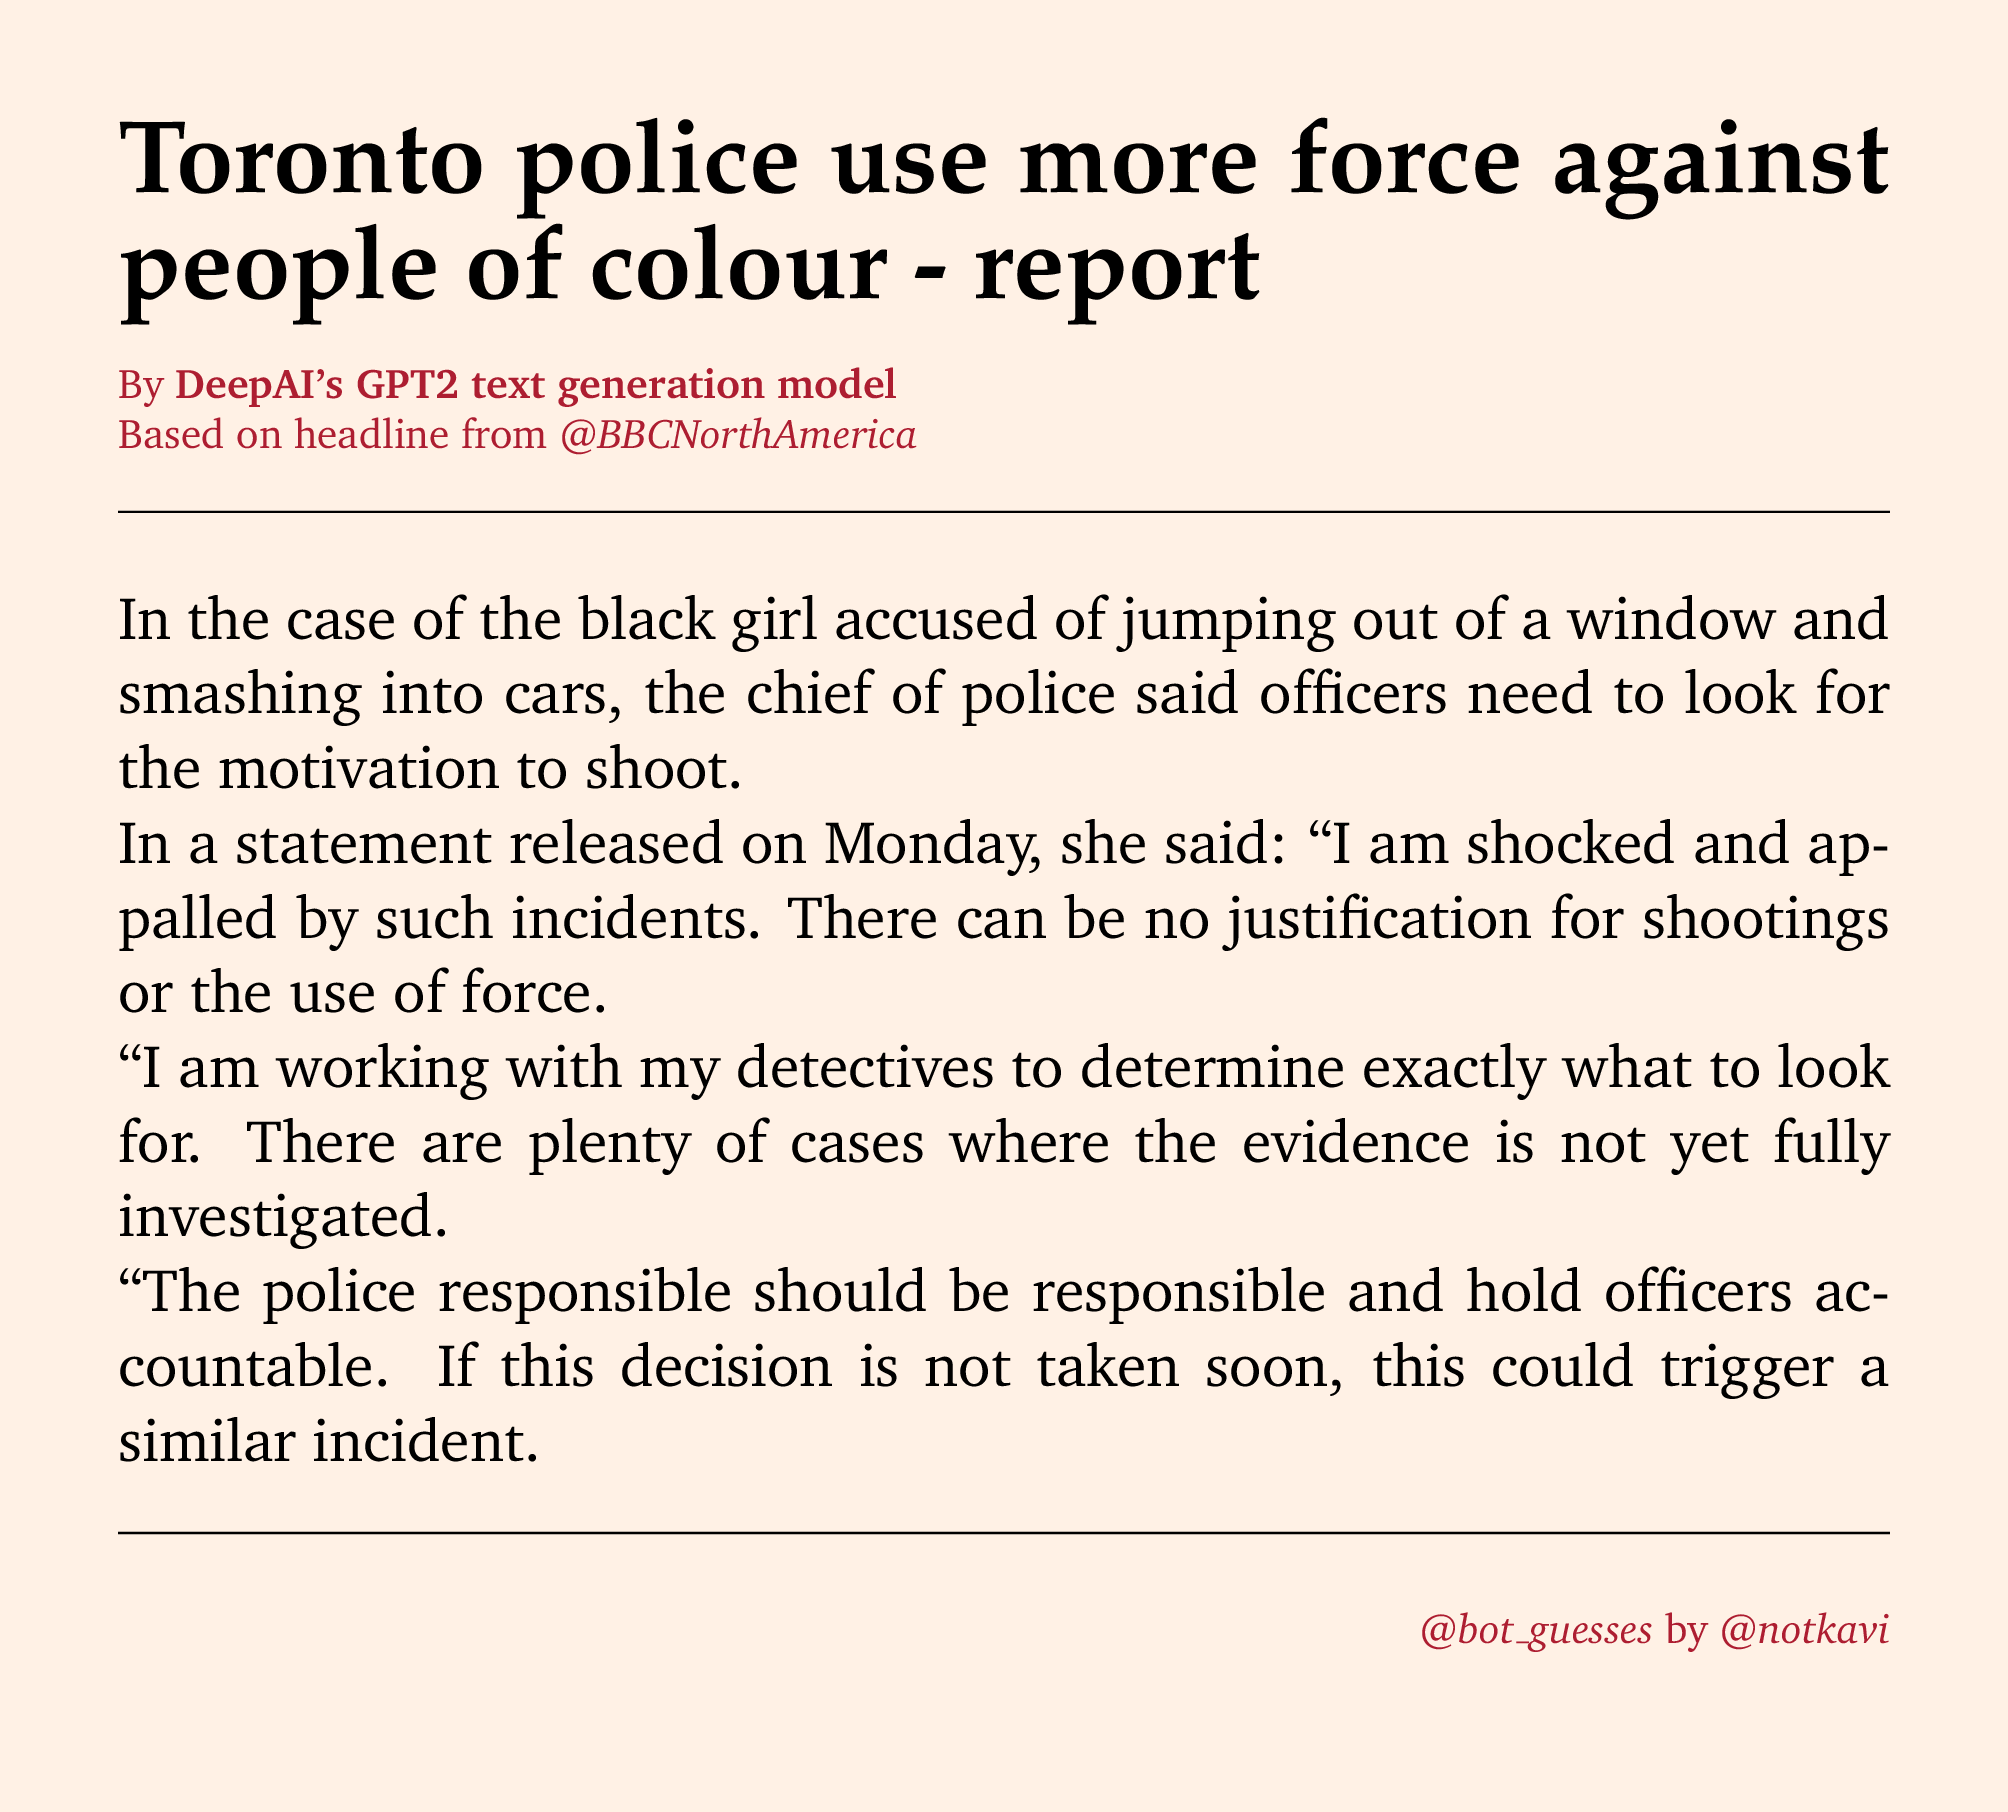 Toronto police use more force against
people of colour - report
By DeepAI's GPT2 text generation model
Based on headline from @BBCNorthAmerica
In the case of the black girl accused of jumping out of a window and
smashing into cars, the chief of police said officers need to look for
the motivation to shoot.
In a statement released on Monday, she said: “I am shocked and ap-
palled by such incidents. There can be no justification for shootings
or the use of force.
“I am working with my detectives to determine exactly what to look
for. There are plenty of cases where the evidence is not yet fully
investigated.
“The police responsible should be responsible and hold officers ac-
countable. If this decision is not taken soon, this could trigger a
similar incident.
@bot_guesses by @notkavi